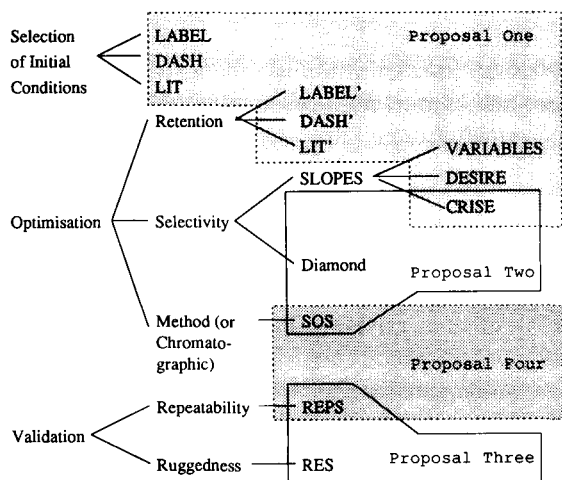 Selection
of Initial
Conditions
LABEL
DASH
LIT
Proposal One
Retention
LABEL'
DASH'
LIT'
VARIABLES
DESIRE
CRISE
SLOPES
Optimisation
Selectivity
Diamond
Proposal Two
Method (or
Chromato-
graphic)
SOS
Proposal Four
Validation
Repeatability
REPS
Ruggedness
RES
Proposal Three